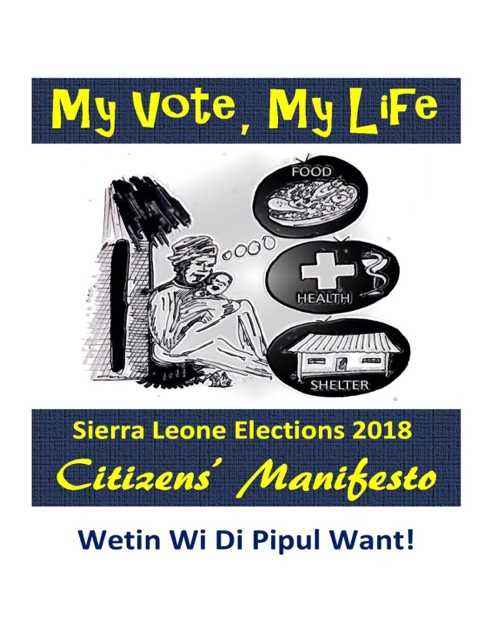 My Vote, My Life
FOOD
HEALTH
SHELTER
Sierra Leone Elections 2018
Citizens' Manifesto
Wetin Wi Di Pipul Want!